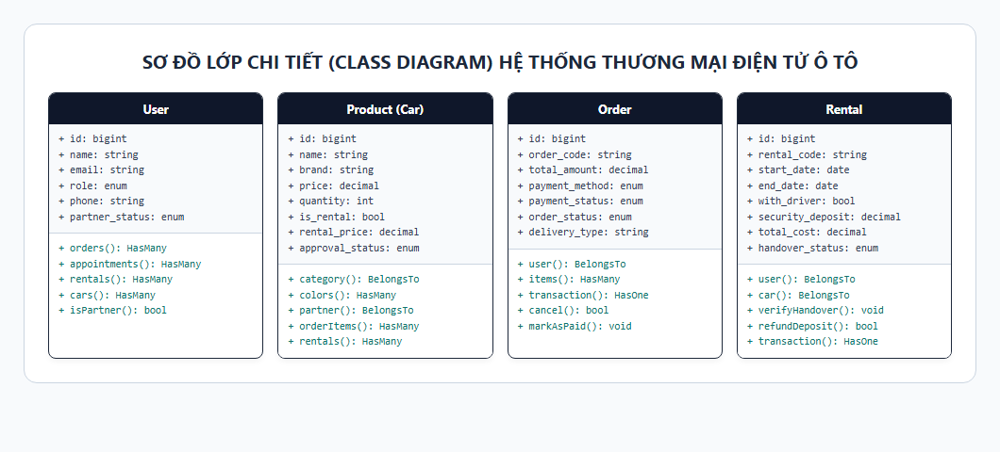 SƠ ĐỒ LỚP CHI TIẾT (CLASS DIAGRAM) HỆ THỐNG THƯƠNG MẠI ĐIỆN TỬ Ô TÔ
User
+ id: bigint
+ name: string
+ email: string
+ role: enum
+ phone: string
+ partner_status: enum
+ orders(): HasMany
+ appointments(): HasMany
+ rentals(): HasMany
+ cars(): HasMany
+ isPartner(): bool
Product (Car)
+ id: bigint
+ name: string
+ brand: string
+ price: decimal
+ quantity: int
+ is_rental: bool
+ rental_price: decimal
+ approval_status: enum
+ category(): BelongsTo
+ colors(): HasMany
+ partner(): BelongsTo
+ orderItems(): HasMany
+ rentals(): HasMany
Order
+ id: bigint
+ order_code: string
+ total_amount: decimal
+ payment_method: enum
+ payment_status: enum
+ order_status: enum
+ delivery_type: string
+ user(): BelongsTo
+ items(): HasMany
+ transaction(): HasOne
+ cancel(): bool
+ markAsPaid(): void
Rental
+ id: bigint
+ rental_code: string
+ start_date: date
+ end_date: date
+ with_driver: bool
+ security_deposit: decimal
+ total_cost: decimal
+ handover_status: enum
+ user(): BelongsTo
+ car(): BelongsTo
+ verifyHandover(): void
+ refundDeposit(): bool
+ transaction(): HasOne